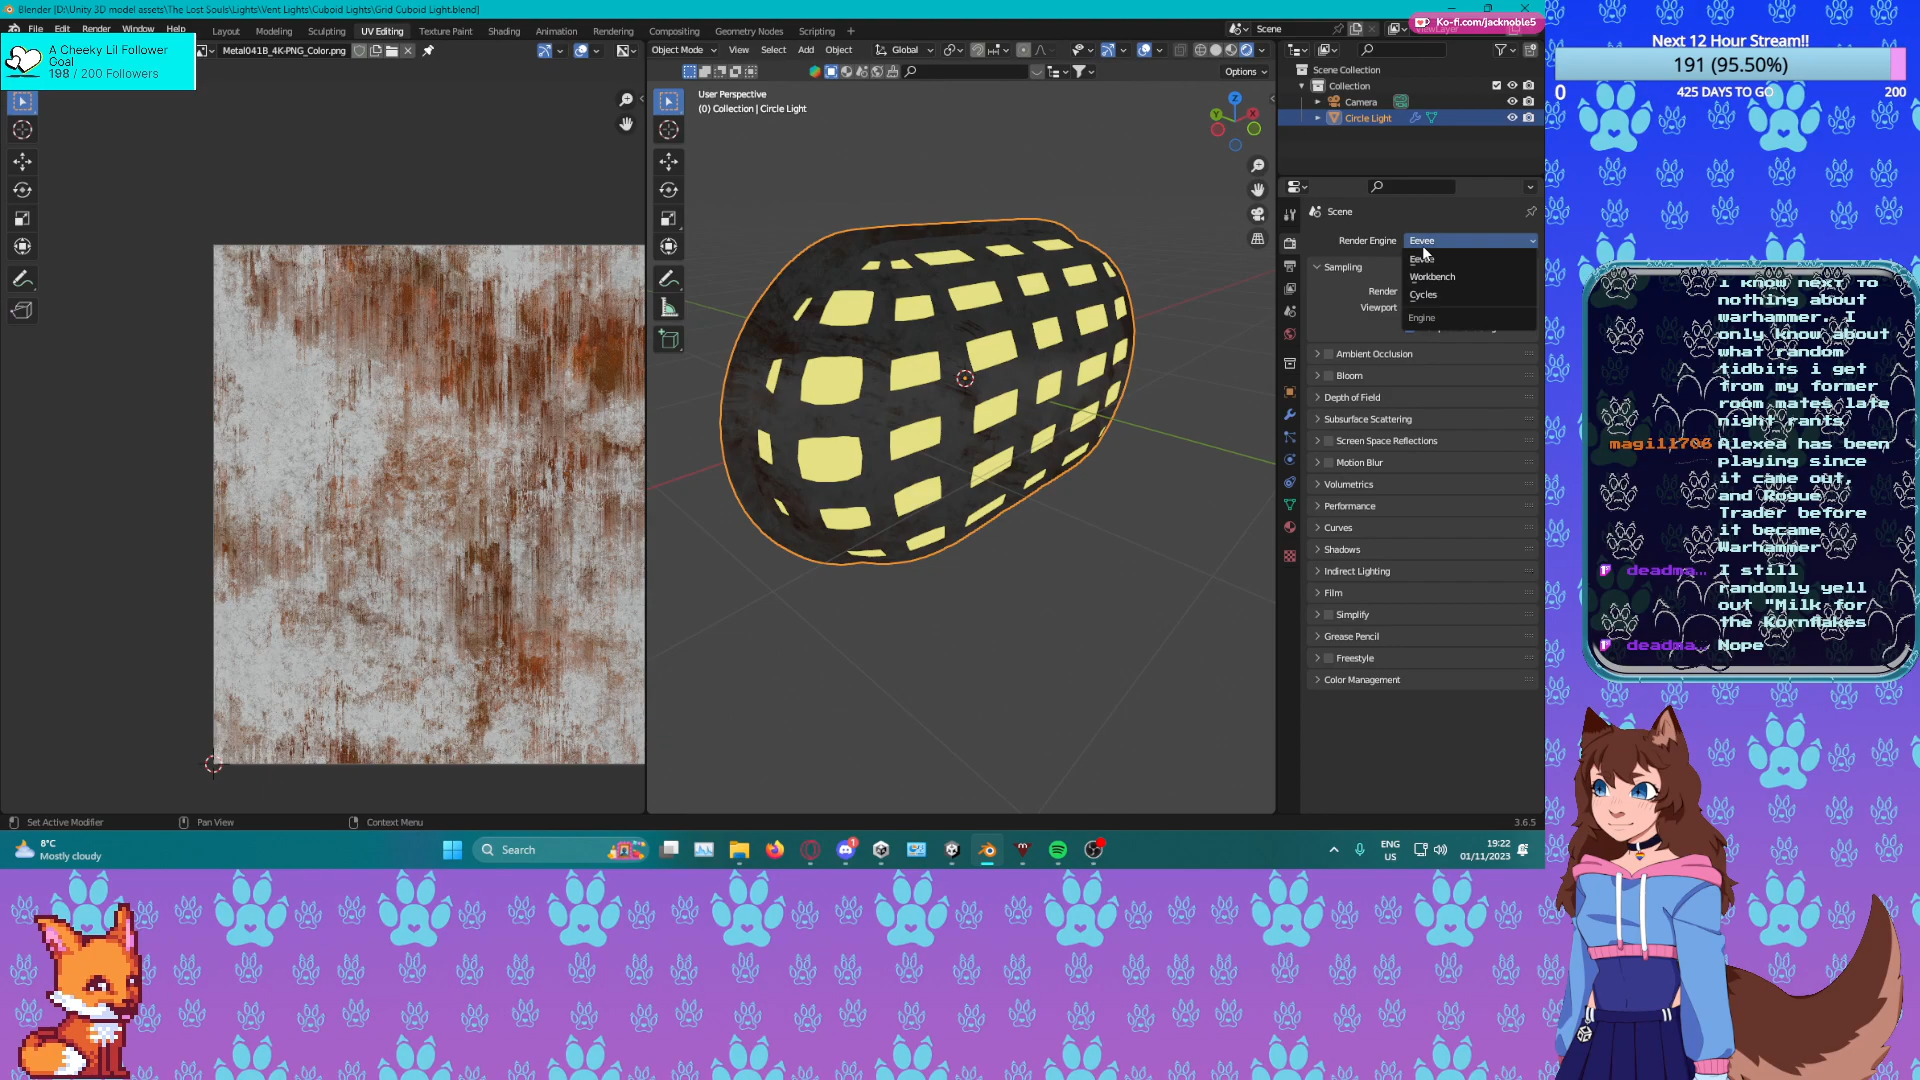 Blender [D:\Unity 3D model assets\The Lost Souls\Lights\Vent Lights\Cuboid Lights\Grid Cuboid Light.blend]
File Edit Render Window Help Layout Modeling Sculpting UV Editing Texture Paint Shading Animation Rendering Compositing Geometry Nodes Scripting
Scene
Ko-fi.com/jacknoble5
A Cheeky Lil Follower
Goal
198 / 200 Followers
Metal041B_4K-PNG_Color.png
Object Mode View Select Add Object Global
Options
User Perspective
(0) Collection | Circle Light
Z
Y
X
Scene Collection
Collection
Camera
Circle Light
Scene
Render Engine Eevee
Eevee
Workbench
Cycles
Engine
Sampling
Render
Viewport
Ambient Occlusion
Bloom
Depth of Field
Subsurface Scattering
Screen Space Reflections
Motion Blur
Volumetrics
Performance
Curves
Shadows
Indirect Lighting
Film
Simplify
Grease Pencil
Freestyle
Color Management
Set Active Modifier Pan View Context Menu
3.6.5
8°C
Mostly cloudy
Search
ENG
US
19:22
01/11/2023
Next 12 Hour Stream!!
191 (95.50%)
0 425 DAYS TO GO 200
I know next to
nothing about
warhammer. I
only know about
what random
tidbits i get
from my former
room mates late
night rants
magi11706 Alexea has been
playing since
it came out,
and Rogue
Trader before
it became
Warhammer
deadma... I still
randomly yell
out "Milk for
the Kornflakes
deadma... Nope